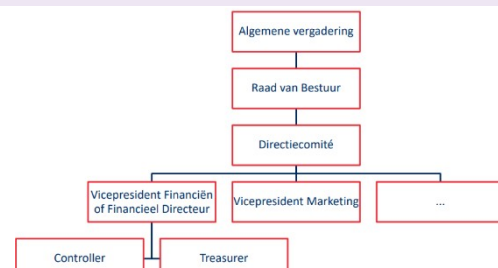 Algemene vergadering
Raad van Bestuur
Directiecomité
Vicepresident Financiën
of Financieel Directeur
Vicepresident Marketing
...
Controller
Treasurer